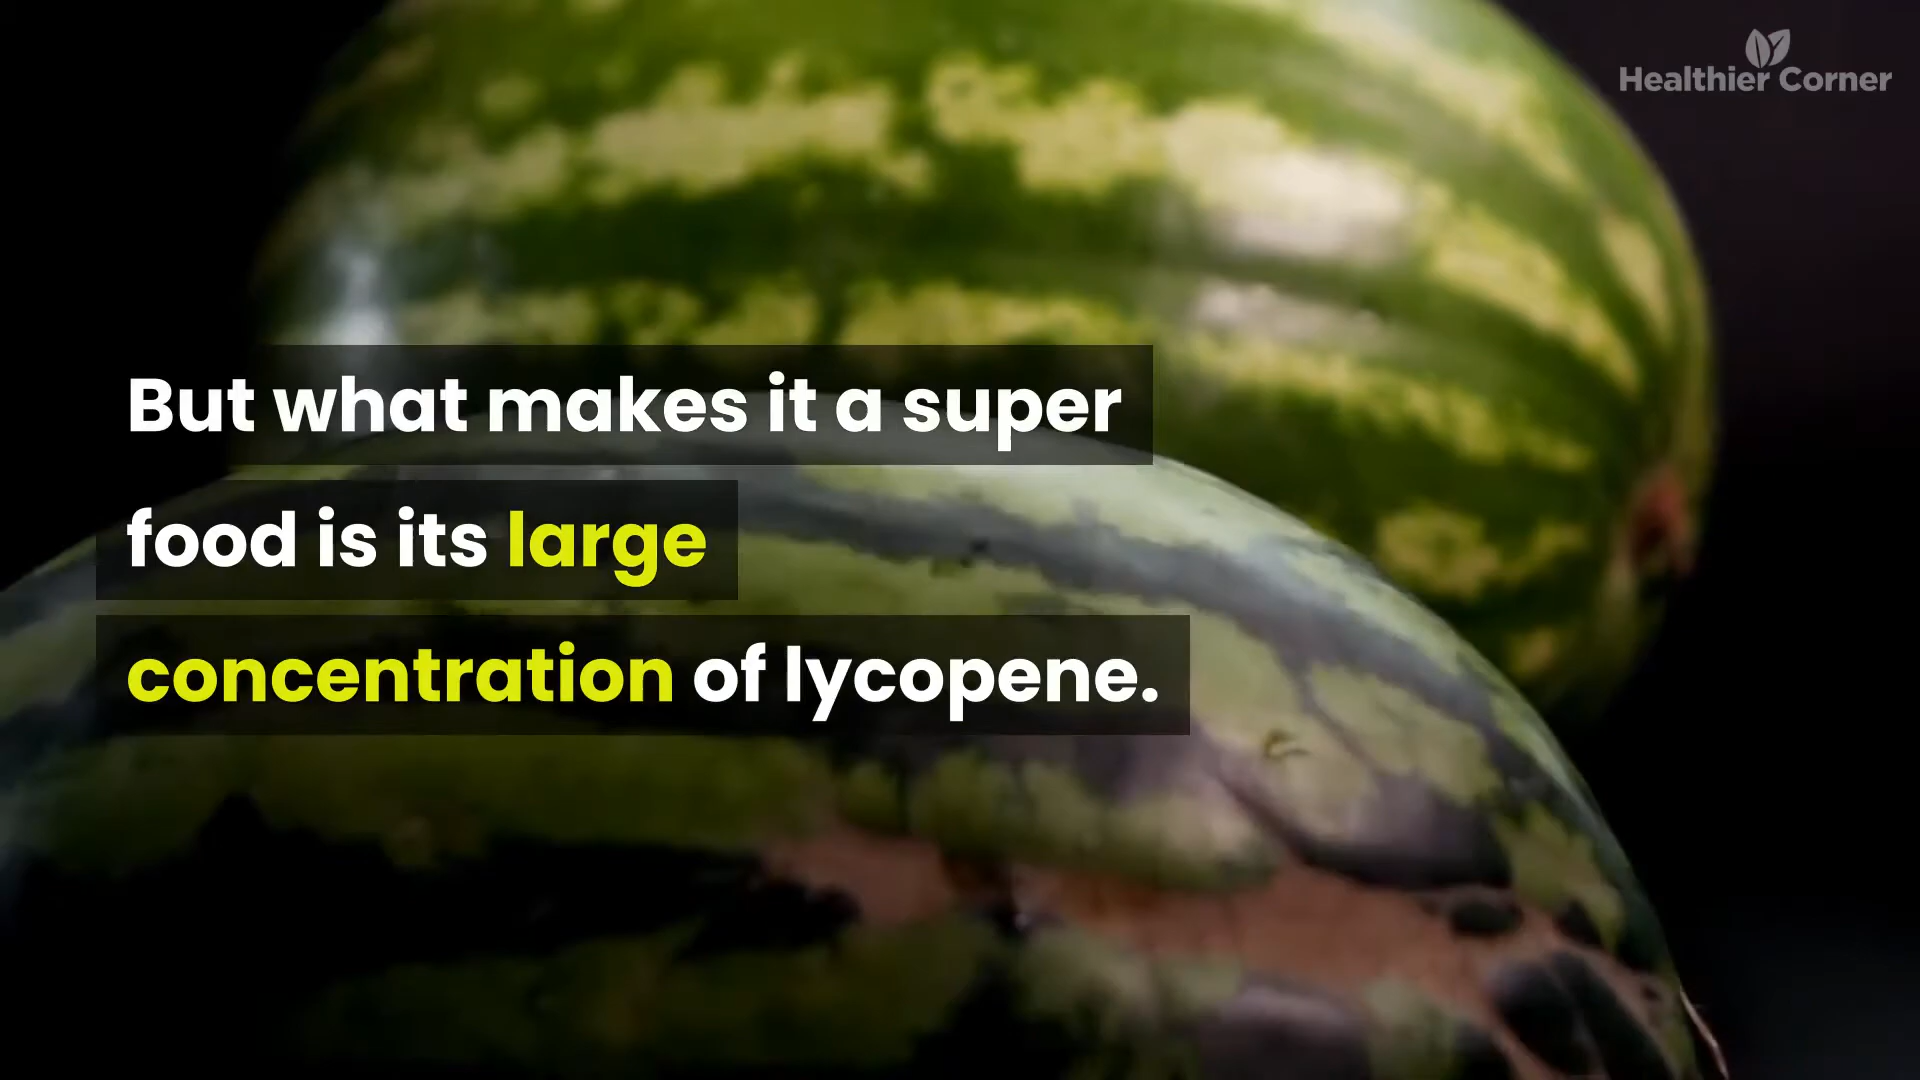 Healthier Corner
But what makes it a super
food is its large
concentration of lycopene.